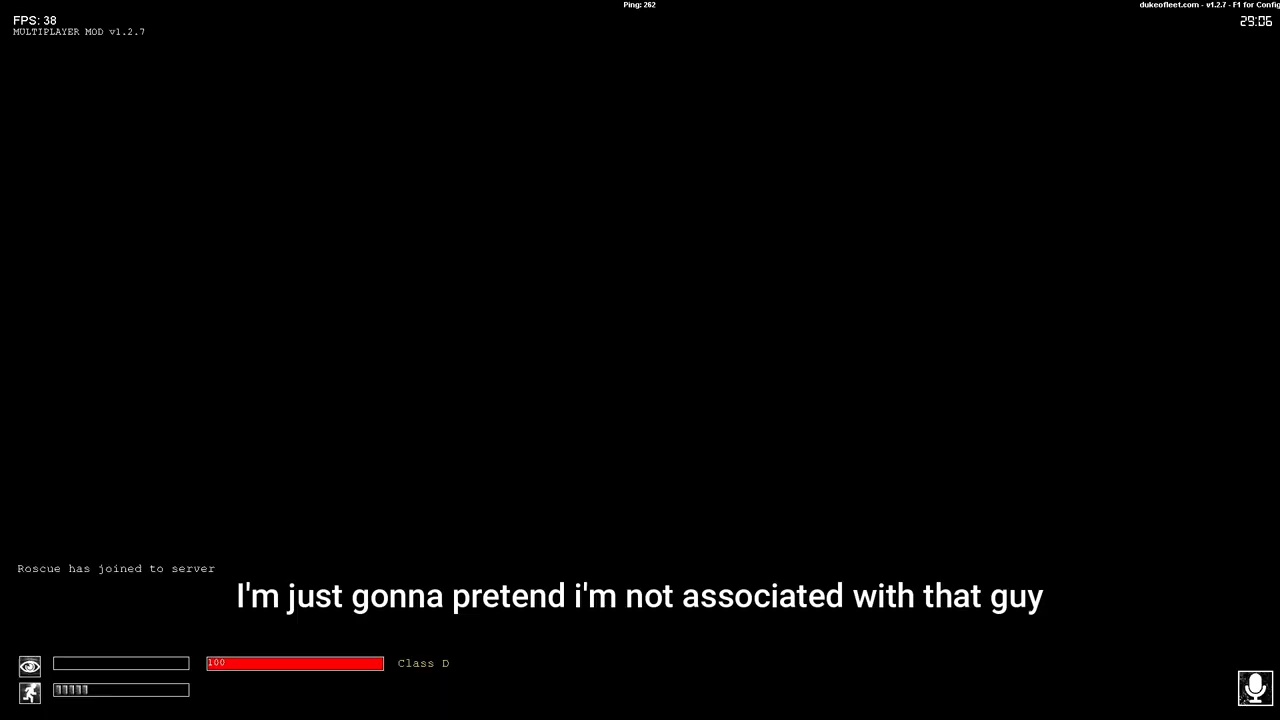 Ping: 262
dukeofleet.com - v1.2.7 - F1 for Config
FPS: 38
29:06
MULTIPLAYER MOD v1.2.7
Roscue has joined to server
I'm just gonna pretend i'm not associated with that guy
100
Class D